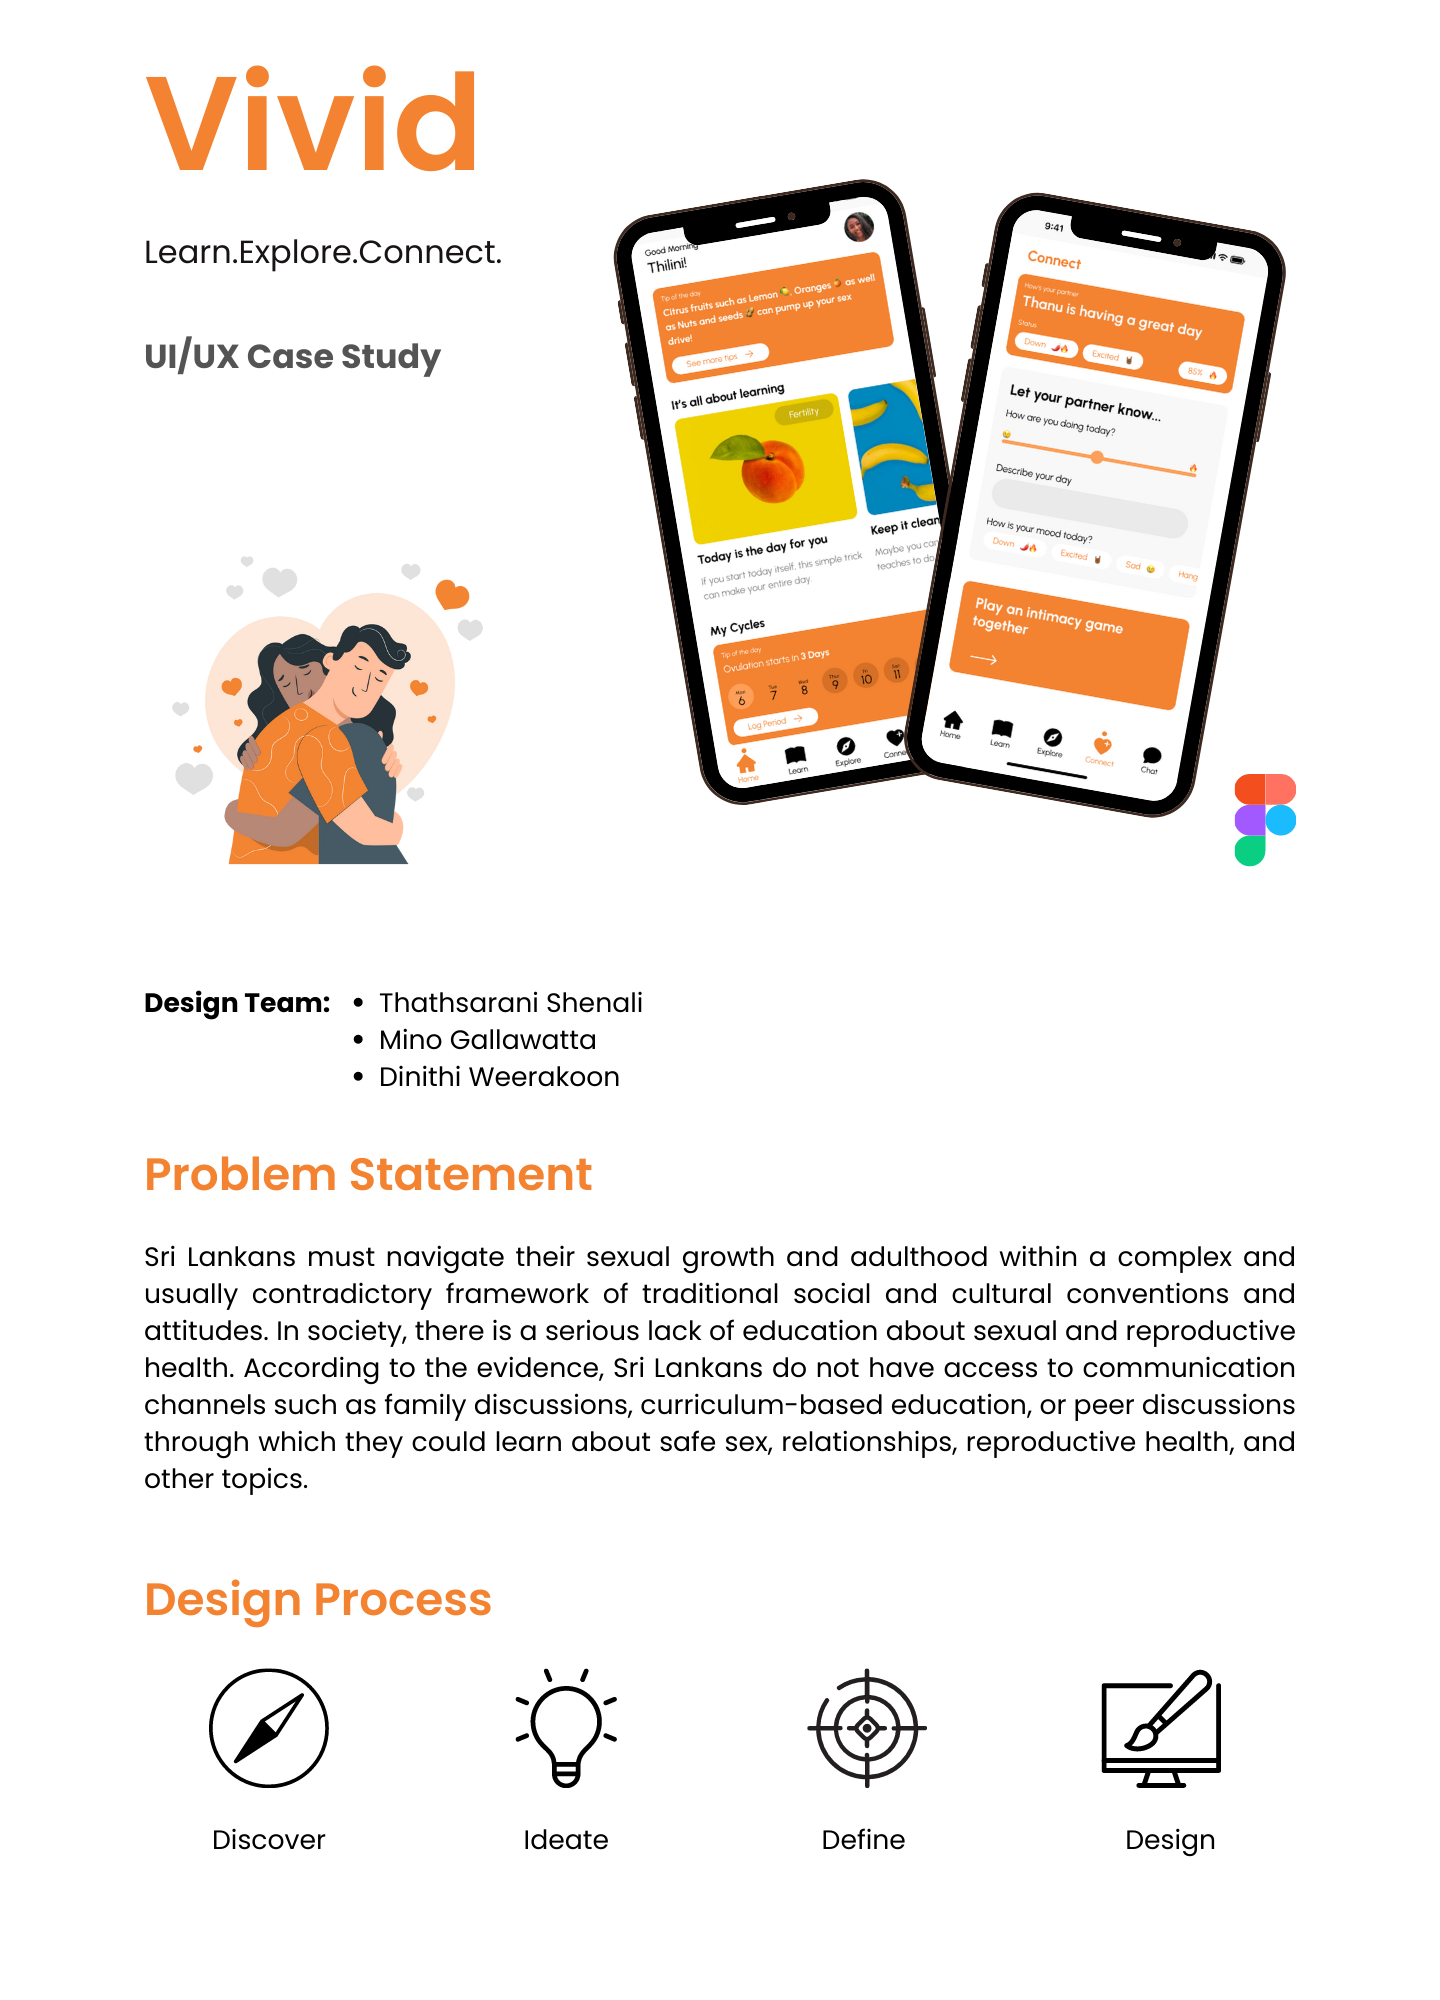 Vivid
Learn.Explore.Connect.
UI/UX Case Study
Good Morning
Thilini!
Tip of the day
Citrus fruits such as Lemon 🍋, Oranges 🍊 as well
as Nuts and seeds 🥜 can pump up your sex
drive!
See more tips →
It's all about learning
Fertility
Today is the day for you
If you start today itself, this simple trick
can make your entire day.
Keep it clean
Maybe you can
teaches to do
My Cycles
Tip of the day
Ovulation starts in 3 Days
Mon Tue Wed Thur Fri Sat
6 7 8 9 10 11
Log Period →
Home Learn Explore Conne
9:41
Connect
How's your partner
Thanu is having a great day
Status
Down 🌶️🔥 Excited 🤘🏽 85% 🔥
Let your partner know...
How are you doing today?
Describe your day
How is your mood today?
Down 🌶️🔥 Excited 🤘🏽 Sad 😢 Hang
Play an intimacy game
together
Home Learn Explore Connect Chat
Design Team:
• Thathsarani Shenali
• Mino Gallawatta
• Dinithi Weerakoon
Problem Statement
Sri Lankans must navigate their sexual growth and adulthood within a complex and
usually contradictory framework of traditional social and cultural conventions and
attitudes. In society, there is a serious lack of education about sexual and reproductive
health. According to the evidence, Sri Lankans do not have access to communication
channels such as family discussions, curriculum-based education, or peer discussions
through which they could learn about safe sex, relationships, reproductive health, and
other topics.
Design Process
Discover
Ideate
Define
Design